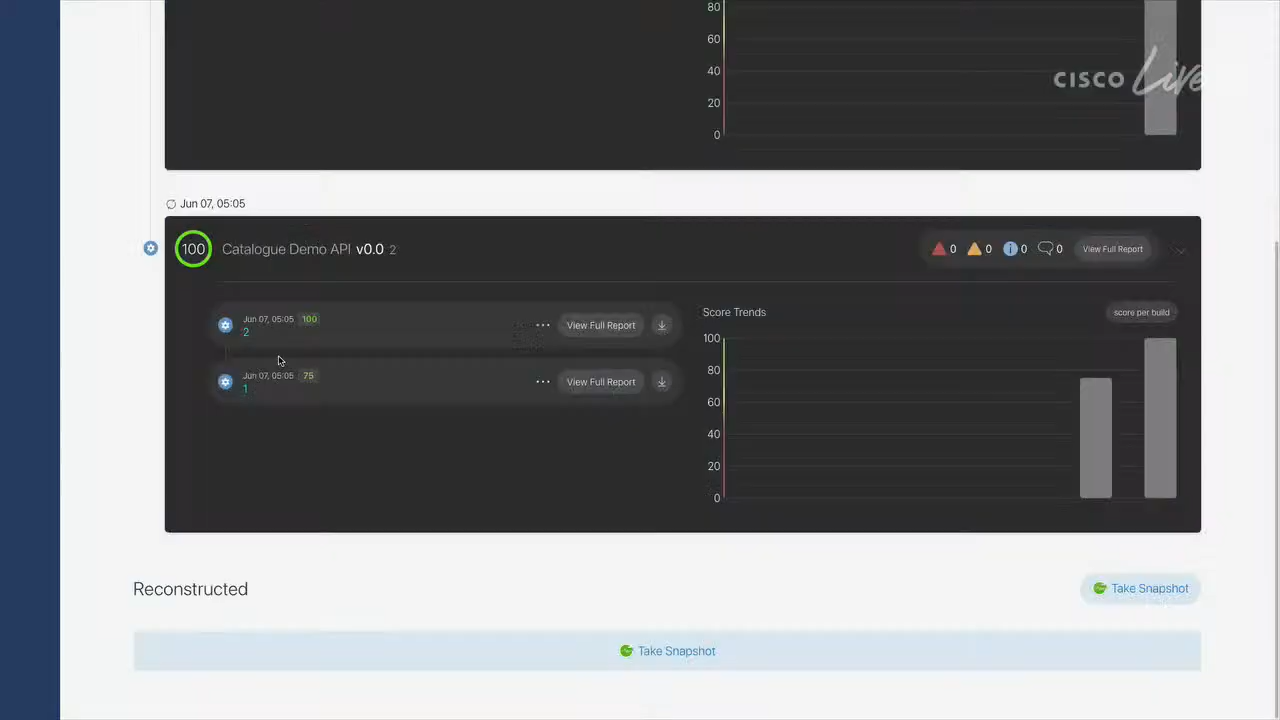 80
60
40
20
0
CISCO Live
Jun 07, 05:05
100 Catalogue Demo API v0.0 2
0 0 0 0 View Full Report
Jun 07, 05:05 100
2
View Full Report
Jun 07, 05:05 75
1
View Full Report
Score Trends
score per build
100
80
60
40
20
0
Reconstructed
Take Snapshot
Take Snapshot